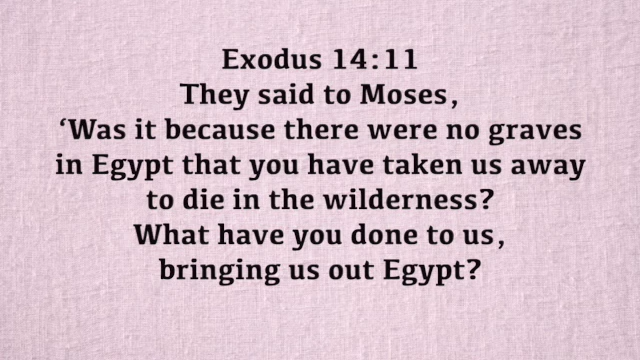 Exodus 14:11
They said to Moses,
‘Was it because there were no graves
in Egypt that you have taken us away
to die in the wilderness?
What have you done to us,
bringing us out Egypt?